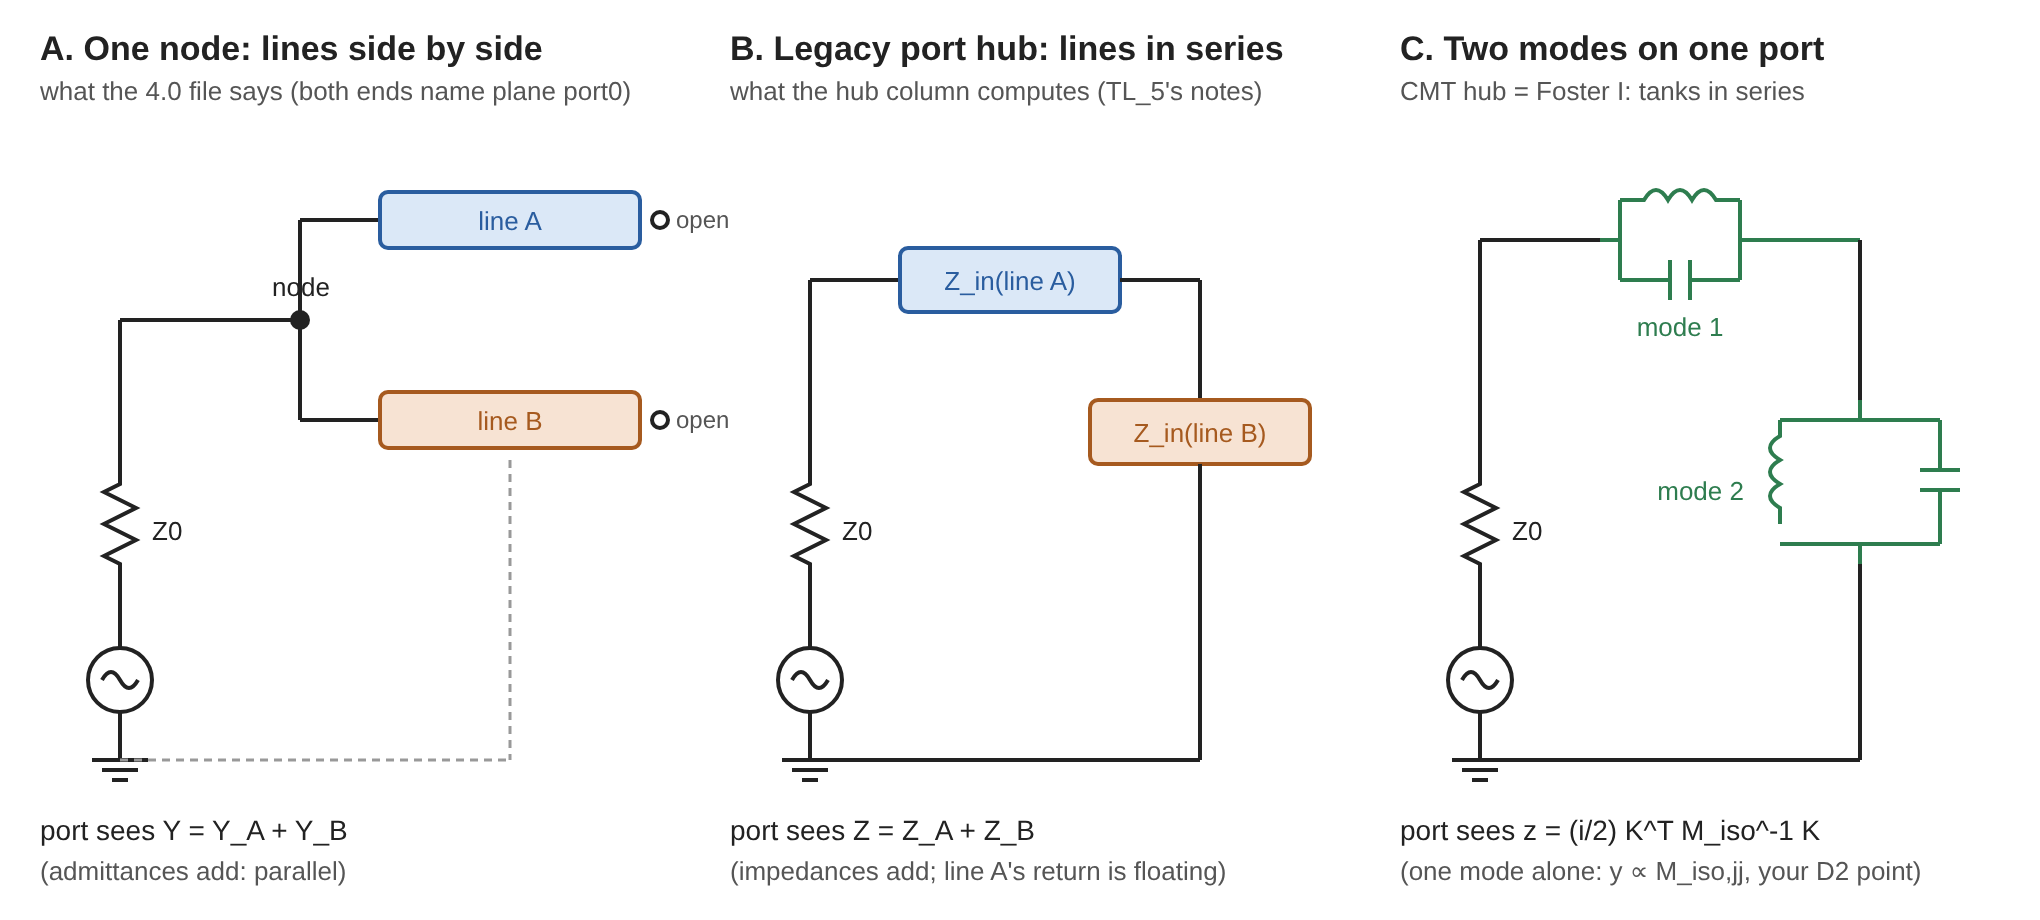 A. One node: lines side by side
what the 4.0 file says (both ends name plane port0)
line A
open
node
line B
open
Z0
port sees Y = Y_A + Y_B
(admittances add: parallel)
B. Legacy port hub: lines in series
what the hub column computes (TL_5's notes)
Z_in(line A)
Z_in(line B)
Z0
port sees Z = Z_A + Z_B
(impedances add; line A's return is floating)
C. Two modes on one port
CMT hub = Foster I: tanks in series
mode 1
mode 2
Z0
port sees z = (i/2) K^T M_iso^-1 K
(one mode alone: y ∝ M_iso,jj, your D2 point)